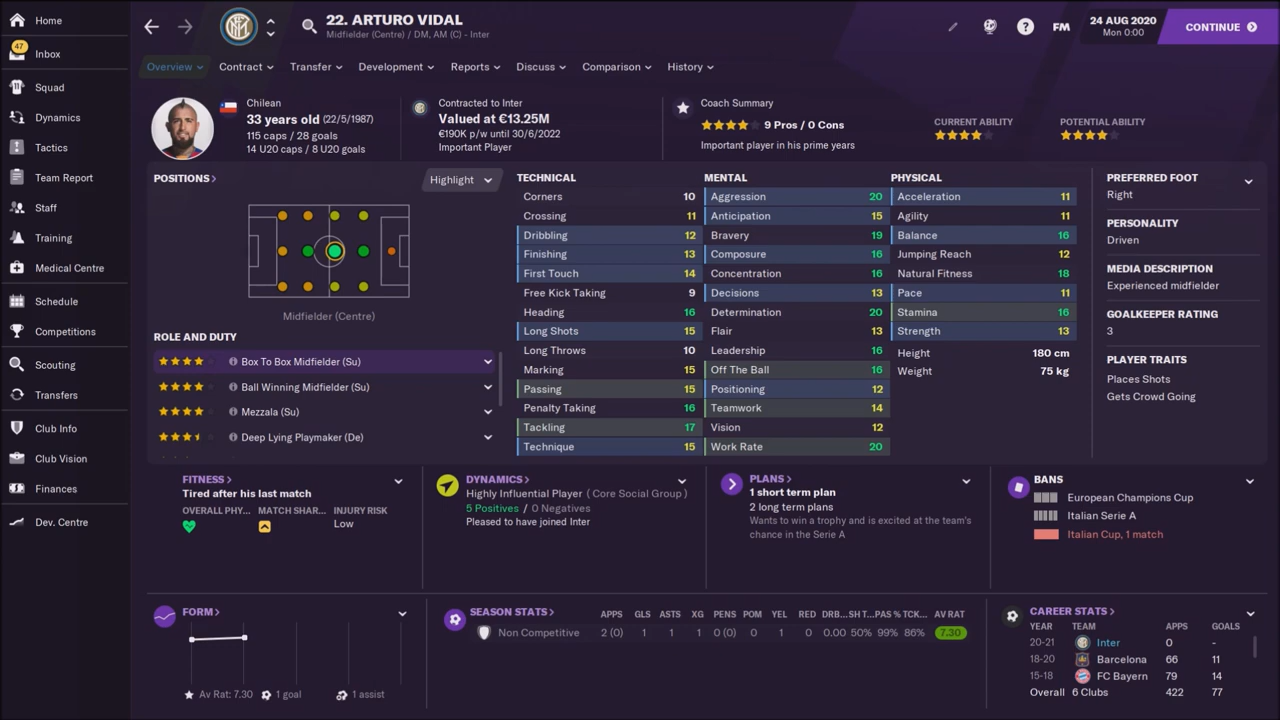 Home
47
Inbox
Squad
Dynamics
Tactics
Team Report
Staff
Training
Medical Centre
Schedule
Competitions
Scouting
Transfers
Club Info
Club Vision
Finances
Dev. Centre
22. ARTURO VIDAL
Midfielder (Centre) / DM, AM (C) - Inter
? FM
24 AUG 2020
Mon 0:00
CONTINUE
Overview Contract Transfer Development Reports Discuss Comparison History
Chilean
33 years old (22/5/1987)
115 caps / 28 goals
14 U20 caps / 8 U20 goals
Contracted to Inter
Valued at €13.25M
€190K p/w until 30/6/2022
Important Player
Coach Summary
9 Pros / 0 Cons
Important player in his prime years
CURRENT ABILITY
POTENTIAL ABILITY
POSITIONS >
Highlight
Midfielder (Centre)
ROLE AND DUTY
Box To Box Midfielder (Su)
Ball Winning Midfielder (Su)
Mezzala (Su)
Deep Lying Playmaker (De)
TECHNICAL
Corners 10
Crossing 11
Dribbling 12
Finishing 13
First Touch 14
Free Kick Taking 9
Heading 16
Long Shots 15
Long Throws 10
Marking 15
Passing 15
Penalty Taking 16
Tackling 17
Technique 15
MENTAL
Aggression 20
Anticipation 15
Bravery 19
Composure 16
Concentration 16
Decisions 13
Determination 20
Flair 13
Leadership 16
Off The Ball 16
Positioning 12
Teamwork 14
Vision 12
Work Rate 20
PHYSICAL
Acceleration 11
Agility 11
Balance 16
Jumping Reach 12
Natural Fitness 18
Pace 11
Stamina 16
Strength 13
Height 180 cm
Weight 75 kg
PREFERRED FOOT
Right
PERSONALITY
Driven
MEDIA DESCRIPTION
Experienced midfielder
GOALKEEPER RATING
3
PLAYER TRAITS
Places Shots
Gets Crowd Going
FITNESS >
Tired after his last match
OVERALL PHY... MATCH SHAR... INJURY RISK
Low
DYNAMICS >
Highly Influential Player ( Core Social Group )
5 Positives / 0 Negatives
Pleased to have joined Inter
PLANS >
1 short term plan
2 long term plans
Wants to win a trophy and is excited at the team's
chance in the Serie A
BANS
European Champions Cup
Italian Serie A
Italian Cup, 1 match
FORM >
Av Rat: 7.30 1 goal 1 assist
SEASON STATS > APPS GLS ASTS XG PENS POM YEL RED DRB... SH T... PAS % TCK... AV RAT
Non Competitive 2 (0) 1 1 1 0 (0) 0 1 0 0.00 50% 99% 86% 7.30
CAREER STATS >
YEAR TEAM APPS GOALS
20-21 Inter 0 -
18-20 Barcelona 66 11
15-18 FC Bayern 79 14
Overall 6 Clubs 422 77